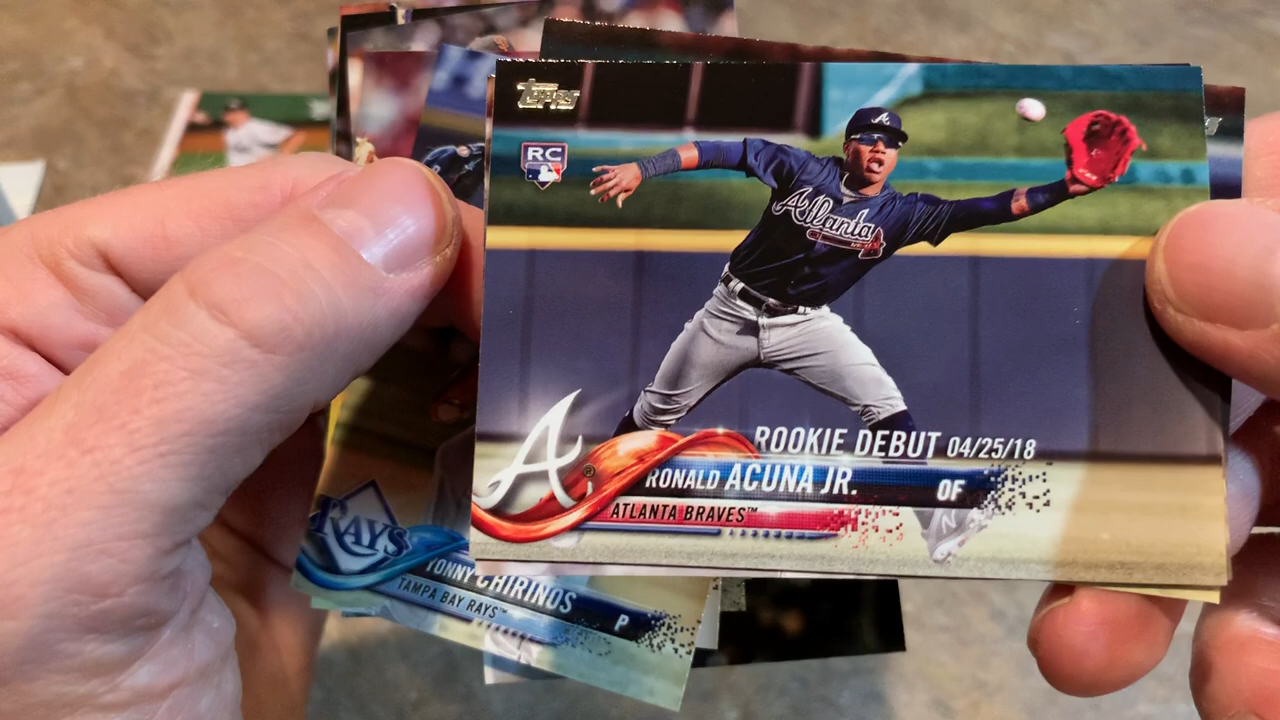 Topps
RC
Atlanta
ROOKIE DEBUT 04/25/18
RONALD ACUNA JR. OF
ATLANTA BRAVES™
RAYS
YONNY CHIRINOS P
TAMPA BAY RAYS™